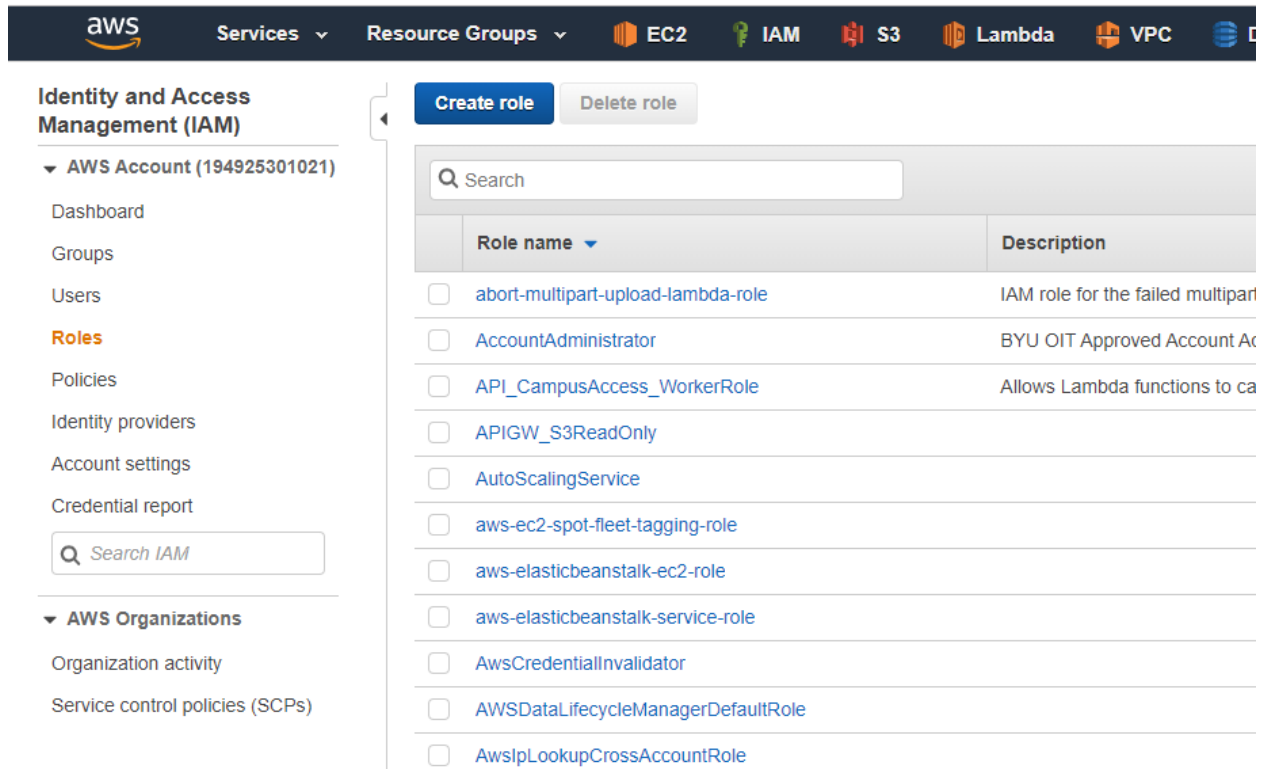 aws Services Resource Groups EC2 IAM S3 Lambda VPC
Identity and Access
Management (IAM)
AWS Account (194925301021)
Dashboard
Groups
Users
Roles
Policies
Identity providers
Account settings
Credential report
Search IAM
AWS Organizations
Organization activity
Service control policies (SCPs)
Create role Delete role
Search
Role name Description
abort-multipart-upload-lambda-role IAM role for the failed multipart
AccountAdministrator BYU OIT Approved Account
API_CampusAccess_WorkerRole Allows Lambda functions to ca
APIGW_S3ReadOnly
AutoScalingService
aws-ec2-spot-fleet-tagging-role
aws-elasticbeanstalk-ec2-role
aws-elasticbeanstalk-service-role
AwsCredentialInvalidator
AWSDataLifecycleManagerDefaultRole
AwsIpLookupCrossAccountRole